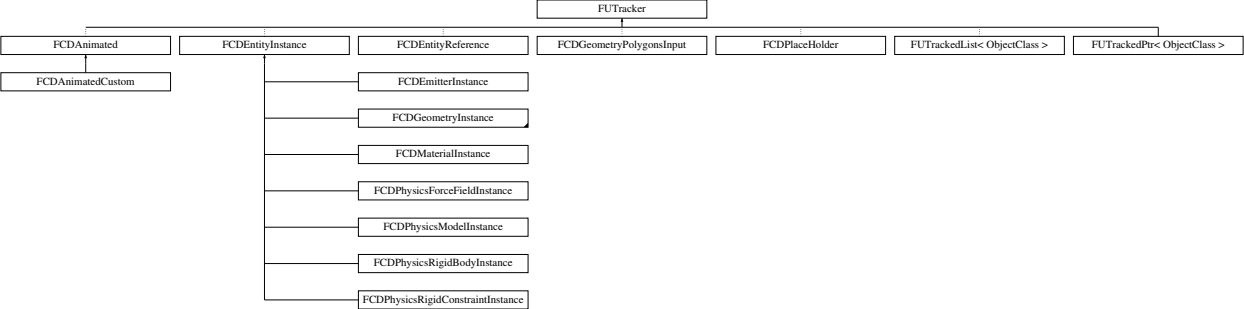 FUTracker
FCDAnimated
FCDEntityInstance
FCDEntityReference
FCDGeometryPolygonsInput
FCDPlaceHolder
FUTrackedList< ObjectClass >
FUTrackedPtr< ObjectClass >
FCDAnimatedCustom
FCDEmitterInstance
FCDGeometryInstance
FCDMaterialInstance
FCDPhysicsForceFieldInstance
FCDPhysicsModelInstance
FCDPhysicsRigidBodyInstance
FCDPhysicsRigidConstraintInstance